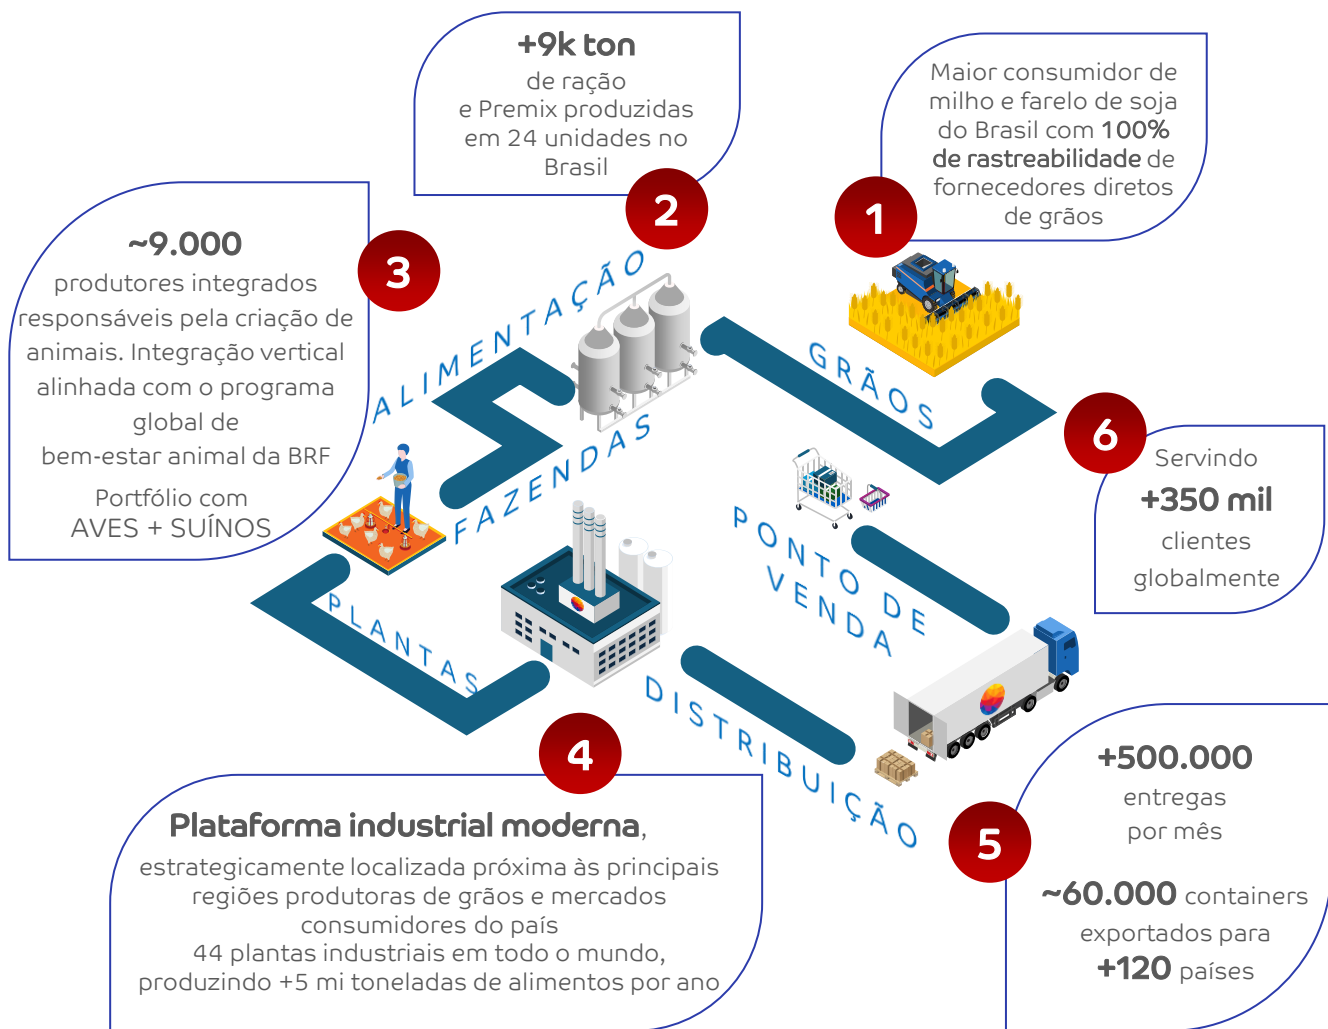 1
Maior consumidor de
milho e farelo de soja
do Brasil com 100%
de rastreabilidade de
fornecedores diretos
de grãos
GRÃOS
2
+9k ton
de ração
e Premix produzidas
em 24 unidades no
Brasil
ALIMENTAÇÃO
3
~9.000
produtores integrados
responsáveis pela criação de
animais. Integração vertical
alinhada com o programa
global de
bem-estar animal da BRF
Portfólio com
AVES + SUÍNOS
FAZENDAS
PLANTAS
4
Plataforma industrial moderna,
estrategicamente localizada próxima às principais
regiões produtoras de grãos e mercados
consumidores do país
44 plantas industriais em todo o mundo,
produzindo +5 mi toneladas de alimentos por ano
DISTRIBUIÇÃO
5
+500.000
entregas
por mês
~60.000 containers
exportados para
+120 países
PONTO DE
VENDA
6
Servindo
+350 mil
clientes
globalmente